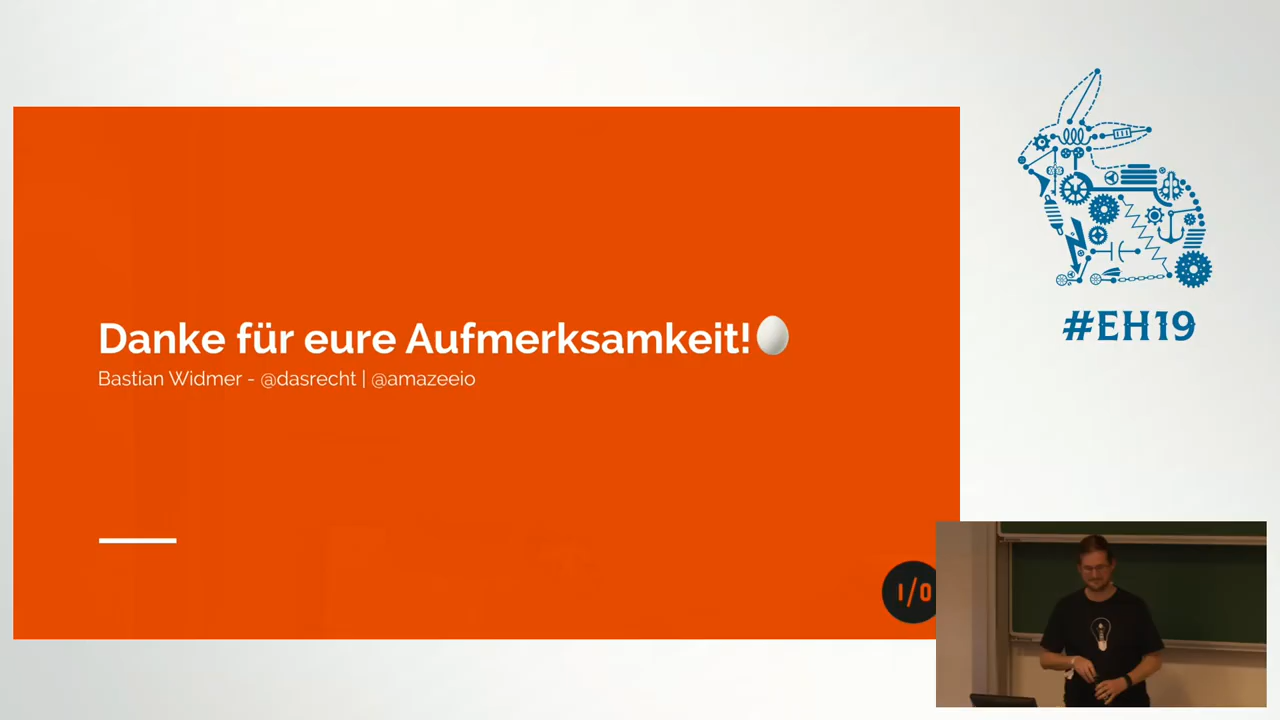 Danke für eure Aufmerksamkeit!
Bastian Widmer - @dasrecht | @amazeeio
I/O
#EH19